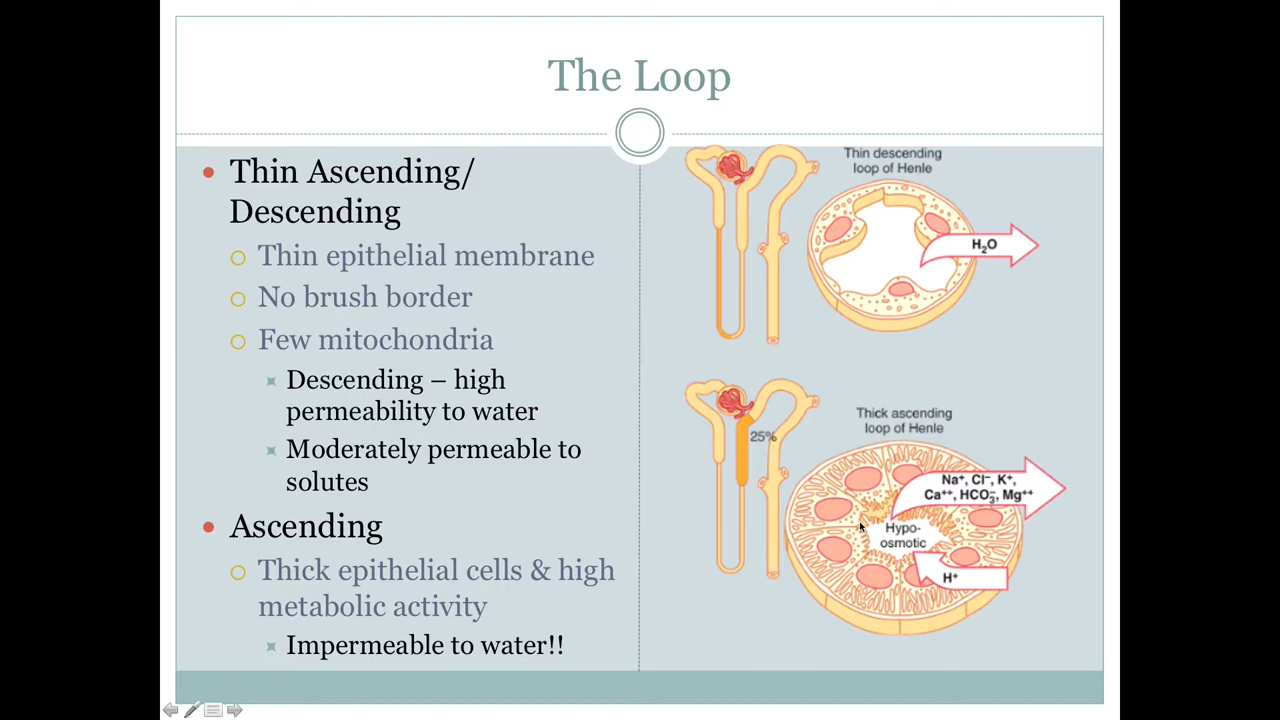 The Loop
Thin Ascending/
Descending
Thin epithelial membrane
No brush border
Few mitochondria
Descending – high
permeability to water
Moderately permeable to
solutes
Ascending
Thick epithelial cells & high
metabolic activity
Impermeable to water!!
Thin descending
loop of Henle
H₂O
25%
Thick ascending
loop of Henle
Na⁺, Cl⁻, K⁺,
Ca⁺⁺, HCO₃⁻, Mg⁺⁺
Hypo-
osmotic
H⁺